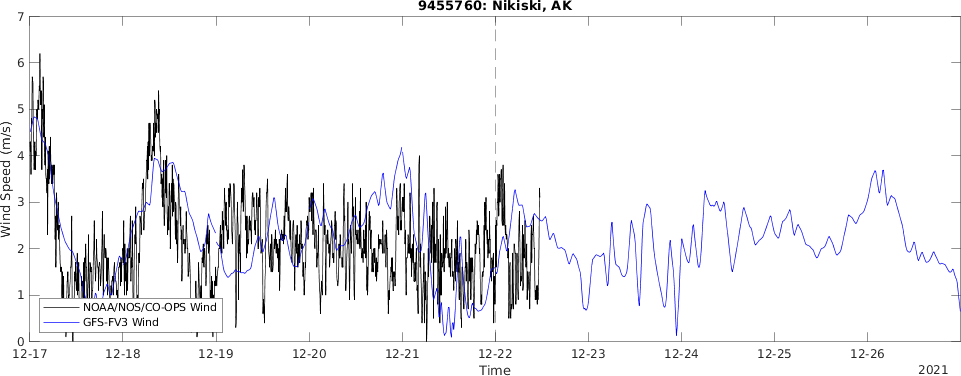 9455760: Nikiski, AK
Wind Speed (m/s)
7
6
5
4
3
2
1
0
NOAA/NOS/CO-OPS Wind
GFS-FV3 Wind
12-17 12-18 12-19 12-20 12-21 12-22 12-23 12-24 12-25 12-26
Time
2021